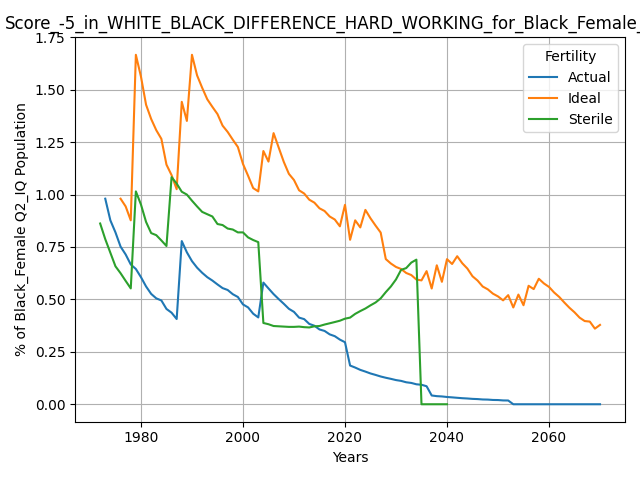 Score_-5_in_WHITE_BLACK_DIFFERENCE_HARD_WORKING_for_Black_Female_
Fertility
Actual
Ideal
Sterile
% of Black_Female Q2_IQ Population
1.75
1.50
1.25
1.00
0.75
0.50
0.25
0.00
1980 2000 2020 2040 2060
Years